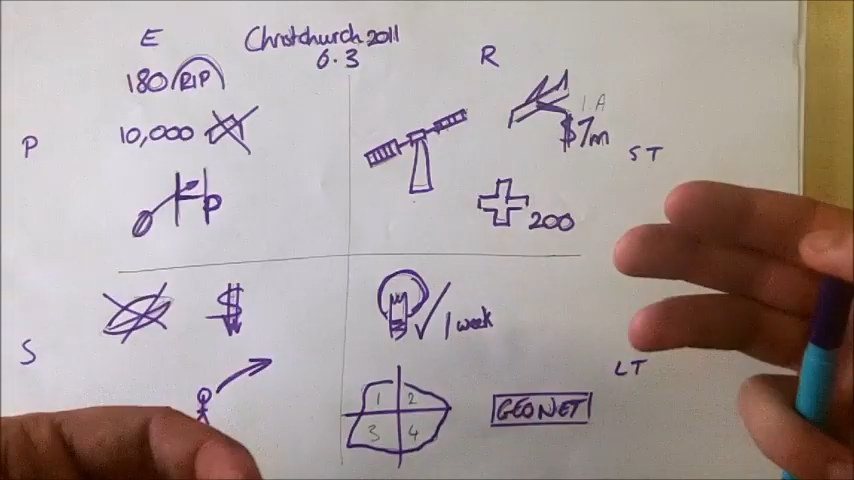 E Christchurch 2011 R
6.3
180 RIP
I.A
$7m
P 10,000
ST
P
200
S $
1 week
LT
1 2
GEONET
3 4